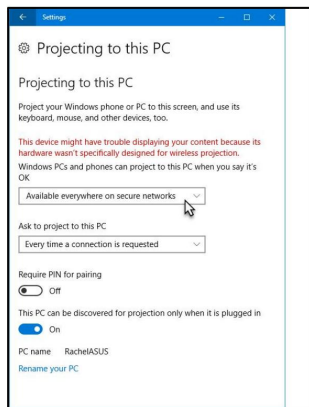 Settings
Projecting to this PC
Projecting to this PC
Project your Windows phone or PC to this screen, and use its
keyboard, mouse, and other devices, too.
This device might have trouble displaying your content because its
hardware wasn't specifically designed for wireless projection.
Windows PCs and phones can project to this PC when you say it's
OK
Available everywhere on secure networks
Ask to project to this PC
Every time a connection is requested
Require PIN for pairing
Off
This PC can be discovered for projection only when it is plugged in
On
PC name RachelASUS
Rename your PC